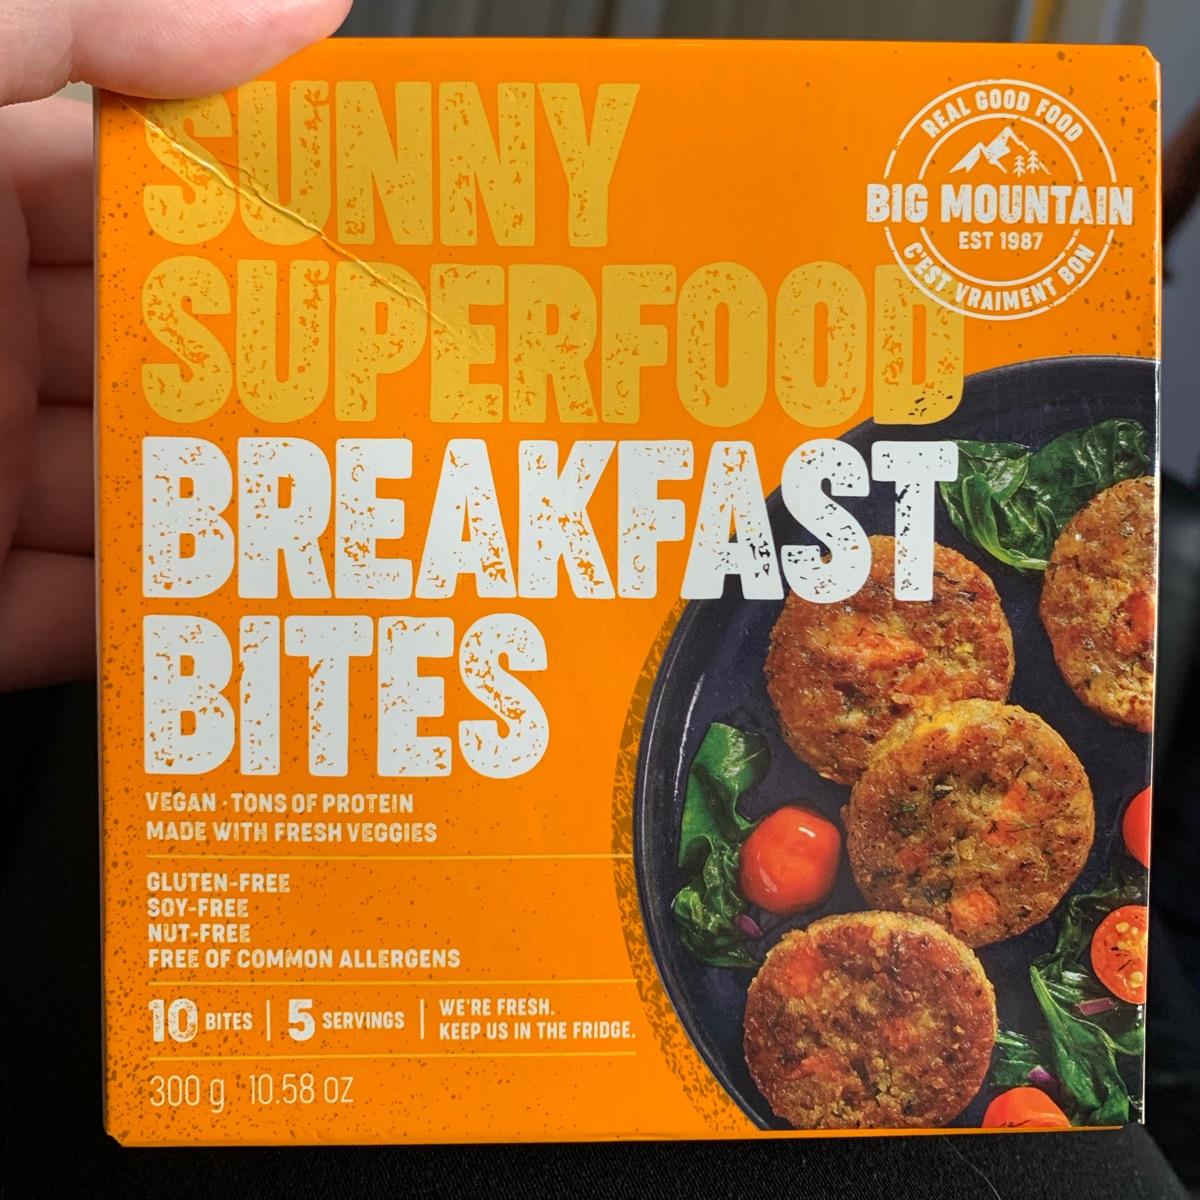 SUNNY
SUPERFOOD
BREAKFAST
BITES
REAL GOOD FOOD
BIG MOUNTAIN
EST 1987
C'EST VRAIMENT BON
VEGAN · TONS OF PROTEIN
MADE WITH FRESH VEGGIES
GLUTEN-FREE
SOY-FREE
NUT-FREE
FREE OF COMMON ALLERGENS
10 BITES | 5 SERVINGS | WE'RE FRESH.
KEEP US IN THE FRIDGE.
300 g 10.58 OZ